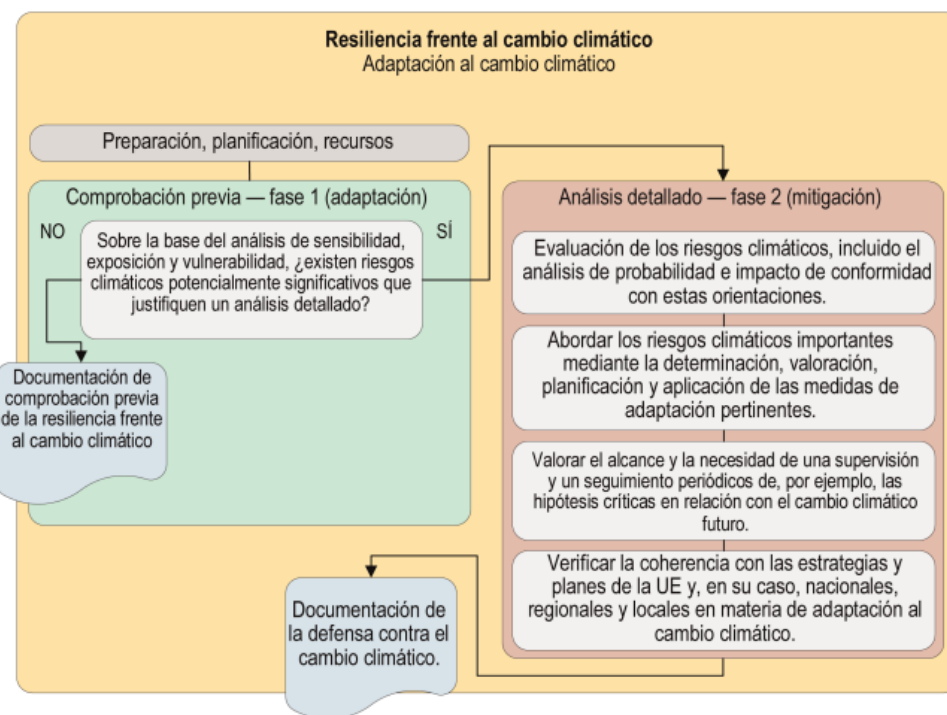 Resiliencia frente al cambio climático
Adaptación al cambio climático
Preparación, planificación, recursos
Comprobación previa — fase 1 (adaptación)
NO
SÍ
Sobre la base del análisis de sensibilidad,
exposición y vulnerabilidad, ¿existen riesgos
climáticos potencialmente significativos que
justifiquen un análisis detallado?
Documentación de
comprobación previa
de la resiliencia frente
al cambio climático
Análisis detallado — fase 2 (mitigación)
Evaluación de los riesgos climáticos, incluido el
análisis de probabilidad e impacto de conformidad
con estas orientaciones.
Abordar los riesgos climáticos importantes
mediante la determinación, valoración,
planificación y aplicación de las medidas de
adaptación pertinentes.
Valorar el alcance y la necesidad de una supervisión
y un seguimiento periódicos de, por ejemplo, las
hipótesis críticas en relación con el cambio climático
futuro.
Verificar la coherencia con las estrategias y
planes de la UE y, en su caso, nacionales,
regionales y locales en materia de adaptación al
cambio climático.
Documentación de
la defensa contra el
cambio climático.